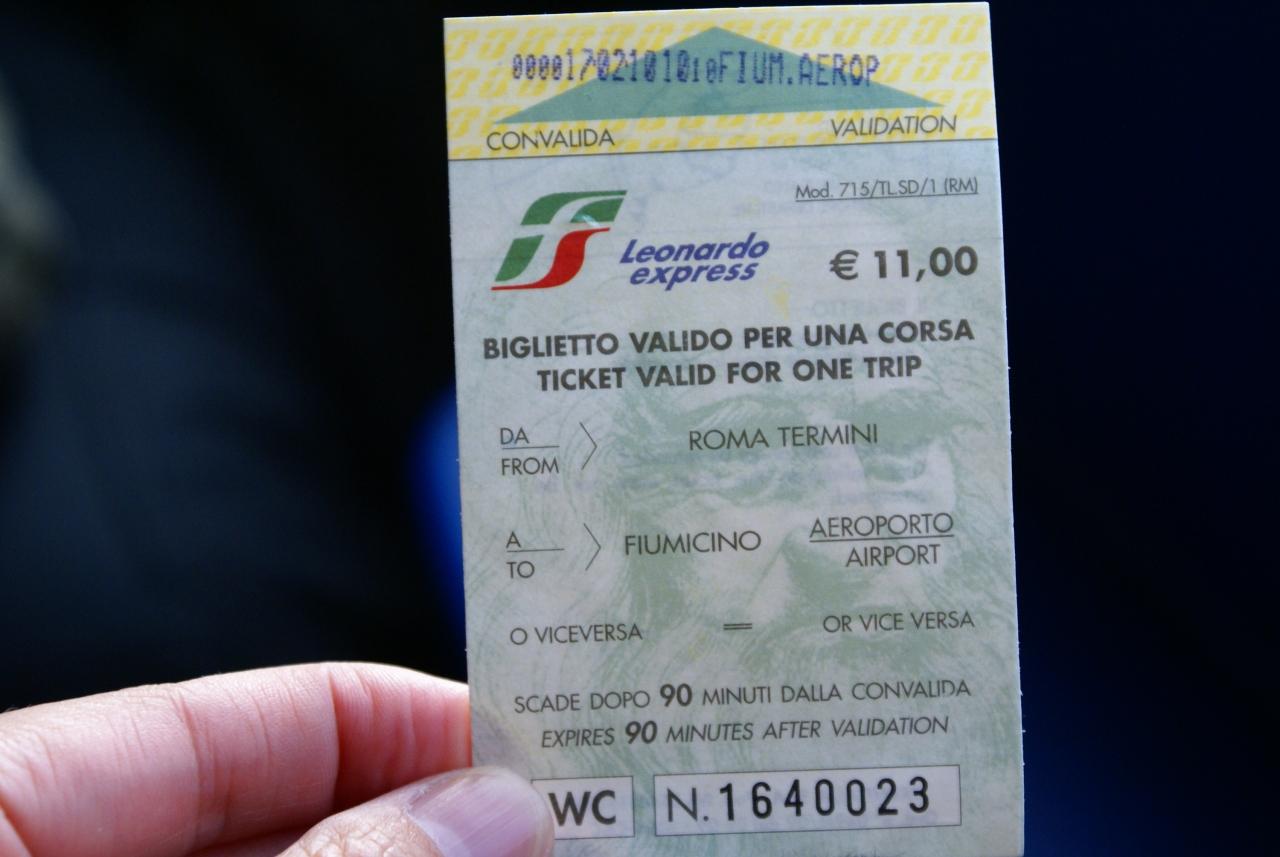 0000170210101010FIUM.AEROP
CONVALIDA VALIDATION
Mod. 715/TL.SD/1 (RM)
Leonardo
express
€ 11,00
BIGLIETTO VALIDO PER UNA CORSA
TICKET VALID FOR ONE TRIP
DA
FROM
ROMA TERMINI
A
TO
FIUMICINO
AEROPORTO
AIRPORT
O VICEVERSA = OR VICE VERSA
SCADE DOPO 90 MINUTI DALLA CONVALIDA
EXPIRES 90 MINUTES AFTER VALIDATION
WC N.1640023